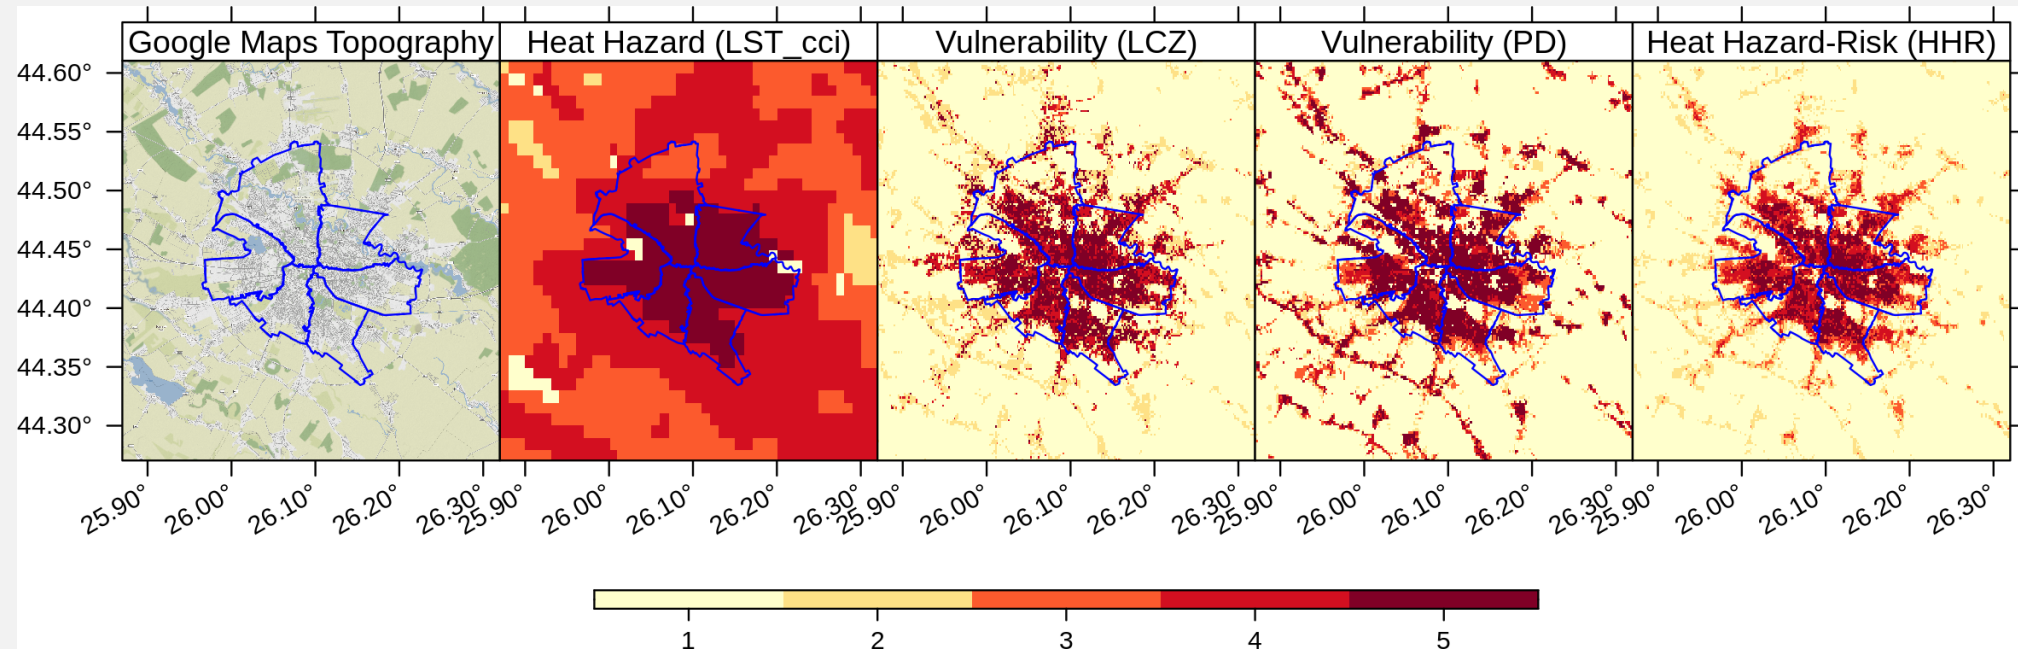 Google Maps Topography Heat Hazard (LST_cci) Vulnerability (LCZ) Vulnerability (PD) Heat Hazard-Risk (HHR)
44.60°
44.55°
44.50°
44.45°
44.40°
44.35°
44.30°
25.90° 26.00° 26.10° 26.20° 26.30° 25.90° 26.00° 26.10° 26.20° 26.30° 25.90° 26.00° 26.10° 26.20° 26.30° 25.90° 26.00° 26.10° 26.20° 26.30° 25.90° 26.00° 26.10° 26.20° 26.30°
1 2 3 4 5